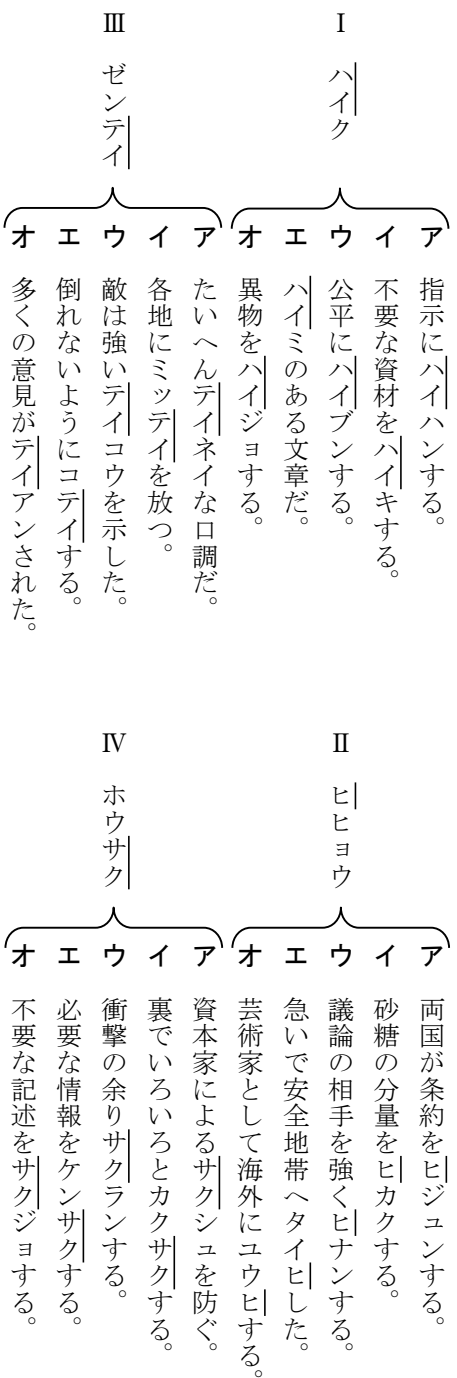 Ⅰ ハイク
ア 指示にハイハンする。
イ 不要な資材をハイキする。
ウ 公平にハイブンする。
エ ハイミのある文章だ。
オ 異物をハイジョする。
Ⅱ ヒヒョウ
ア 両国が条約をヒジュンする。
イ 砂糖の分量をヒカクする。
ウ 議論の相手を強くヒナンする。
エ 急いで安全地帯へタイヒした。
オ 芸術家として海外にユウヒする。
Ⅲ ゼンテイ
ア たいへんテイネイな口調だ。
イ 各地にミッテイを放つ。
ウ 敵は強いテイコウを示した。
エ 倒れないようにコテイする。
オ 多くの意見がテイアンされた。
Ⅳ ホウサク
ア 資本家によるサクシュを防ぐ。
イ 裏でいろいろとカクサクする。
ウ 衝撃の余りサクランする。
エ 必要な情報をケンサクする。
オ 不要な記述をサクジョする。